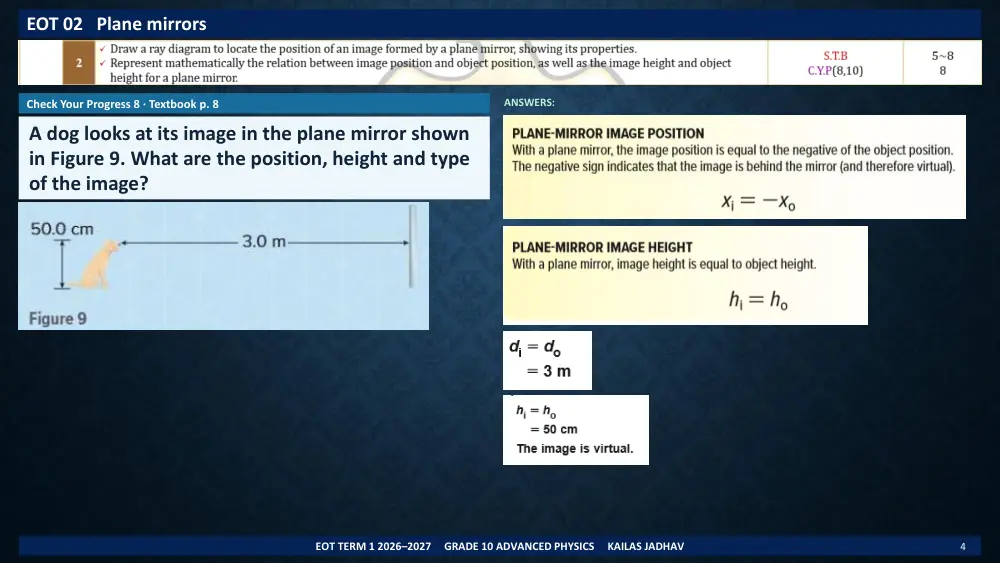 EOT 02 Plane mirrors
2
✓ Draw a ray diagram to locate the position of an image formed by a plane mirror, showing its properties.
✓ Represent mathematically the relation between image position and object position, as well as the image height and object
height for a plane mirror.
S.T.B
C.Y.P(8,10)
5~8
8
Check Your Progress 8 · Textbook p. 8
A dog looks at its image in the plane mirror shown
in Figure 9. What are the position, height and type
of the image?
50.0 cm
3.0 m
Figure 9
ANSWERS:
PLANE-MIRROR IMAGE POSITION
With a plane mirror, the image position is equal to the negative of the object position.
The negative sign indicates that the image is behind the mirror (and therefore virtual).
xi = −xo
PLANE-MIRROR IMAGE HEIGHT
With a plane mirror, image height is equal to object height.
hi = ho
di = do
= 3 m
hi = ho
= 50 cm
The image is virtual.
EOT TERM 1 2026–2027 GRADE 10 ADVANCED PHYSICS KAILAS JADHAV
4